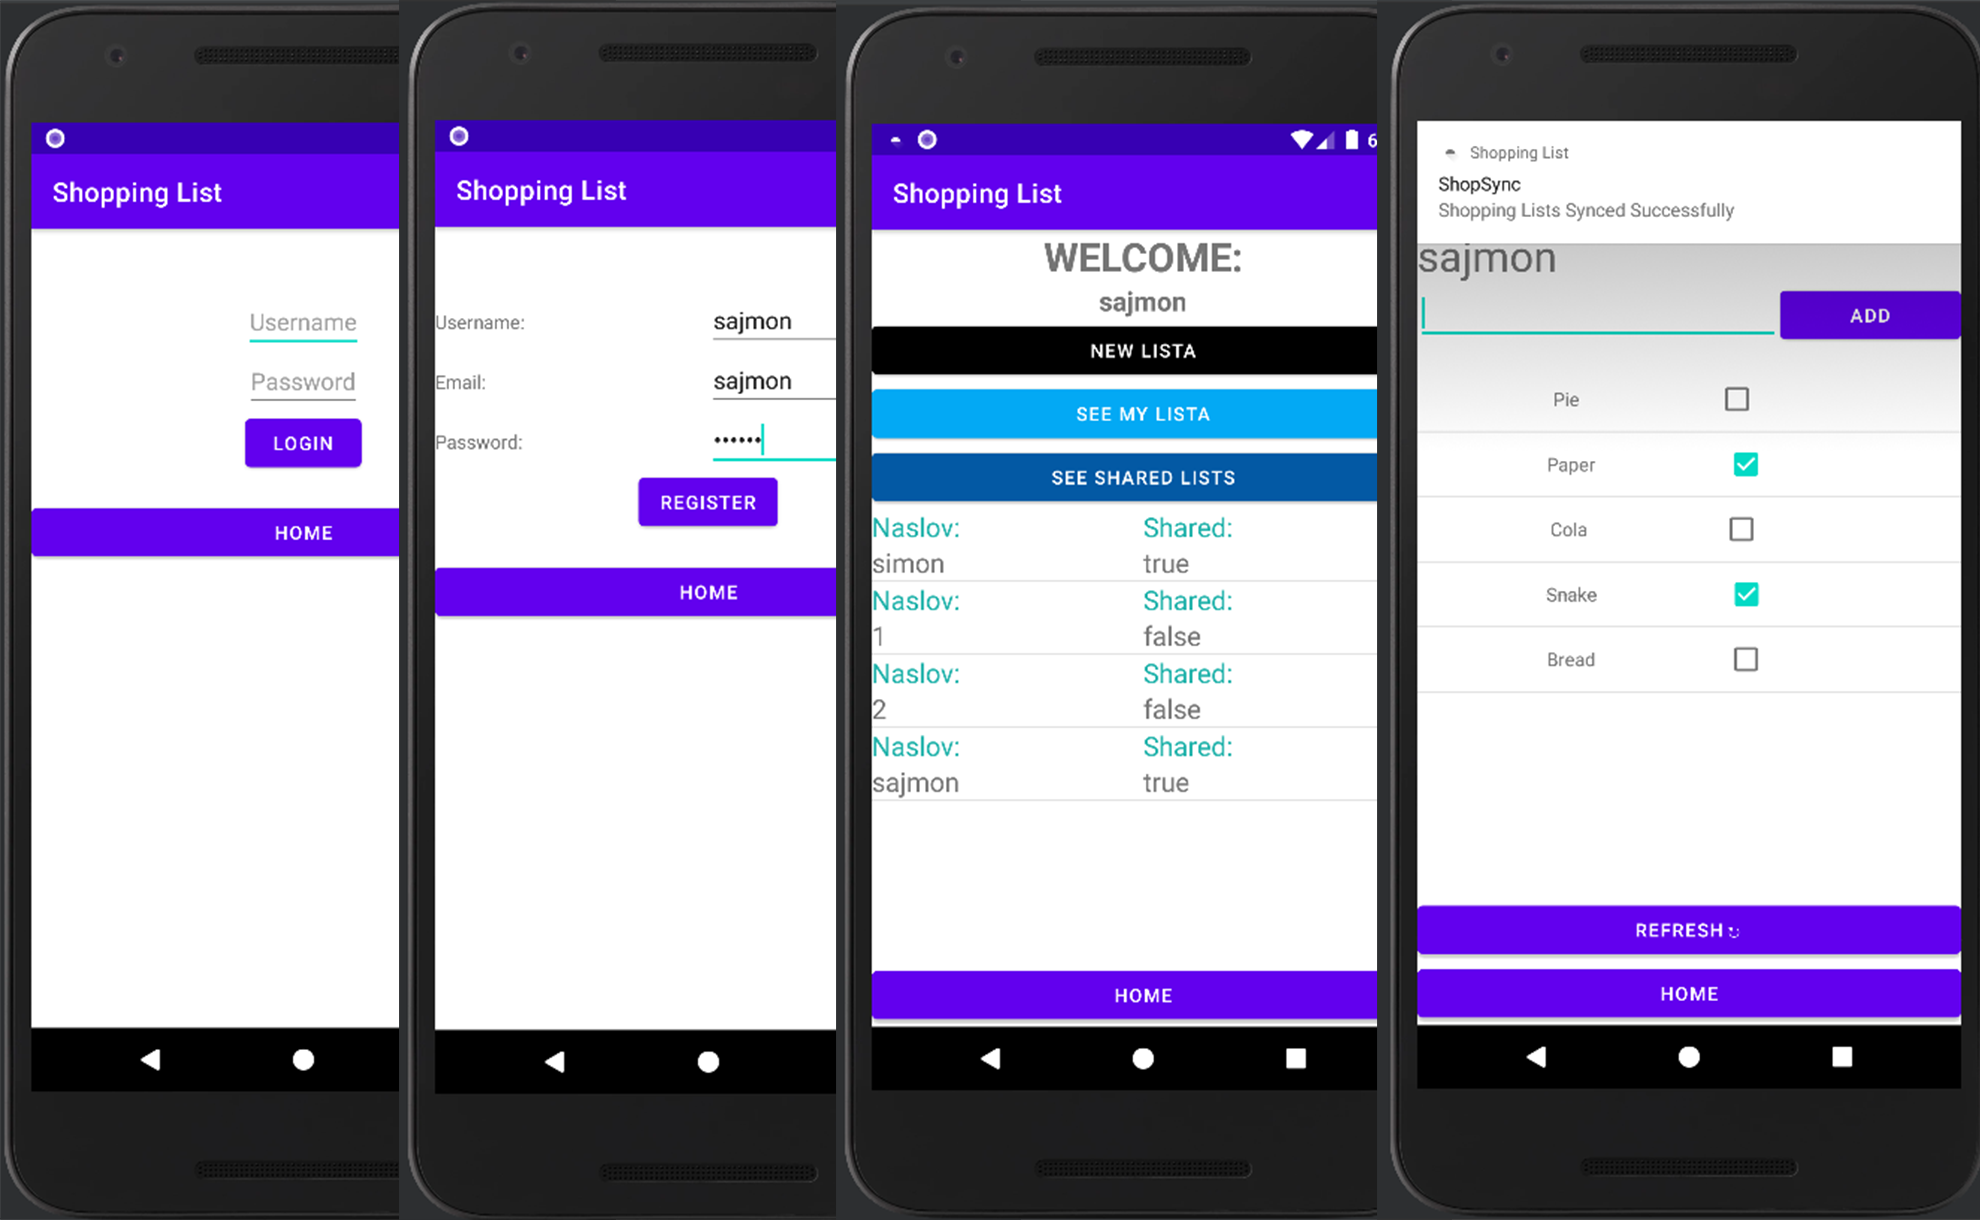 Shopping List
Username
Password
LOGIN
HOME
Shopping List
Username: sajmon
Email: sajmon
Password: ••••••
REGISTER
HOME
6
Shopping List
WELCOME:
sajmon
NEW LISTA
SEE MY LISTA
SEE SHARED LISTS
Naslov: Shared:
simon true
Naslov: Shared:
1 false
Naslov: Shared:
2 false
Naslov: Shared:
sajmon true
HOME
Shopping List
ShopSync
Shopping Lists Synced Successfully
sajmon
ADD
Pie
Paper
Cola
Snake
Bread
REFRESH
HOME